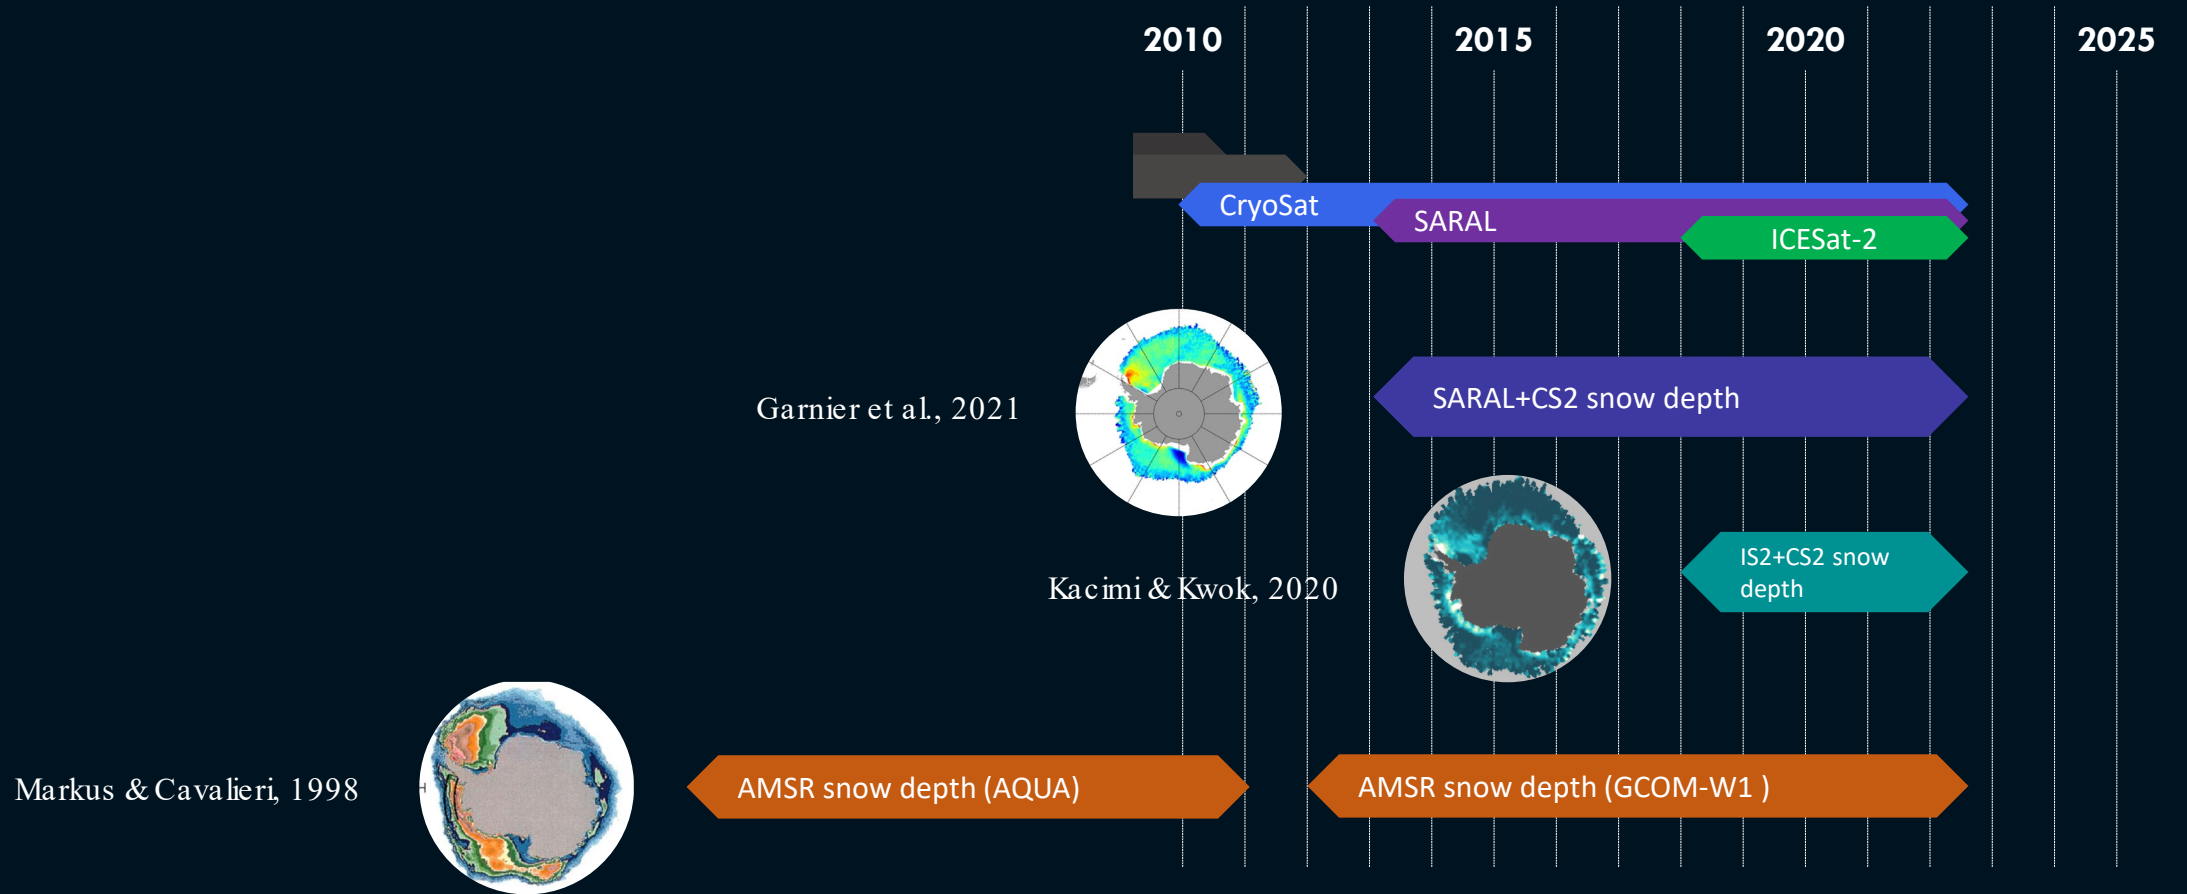 2010
2015
2020
2025
CryoSat
SARAL
ICESat-2
Garnier et al., 2021
SARAL+CS2 snow depth
Kacimi & Kwok, 2020
IS2+CS2 snow
depth
Markus & Cavalieri, 1998
AMSR snow depth (AQUA)
AMSR snow depth (GCOM-W1 )